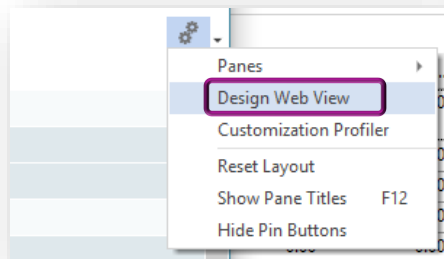 Panes
Design Web View
Customization Profiler
Reset Layout
Show Pane Titles F12
Hide Pin Buttons